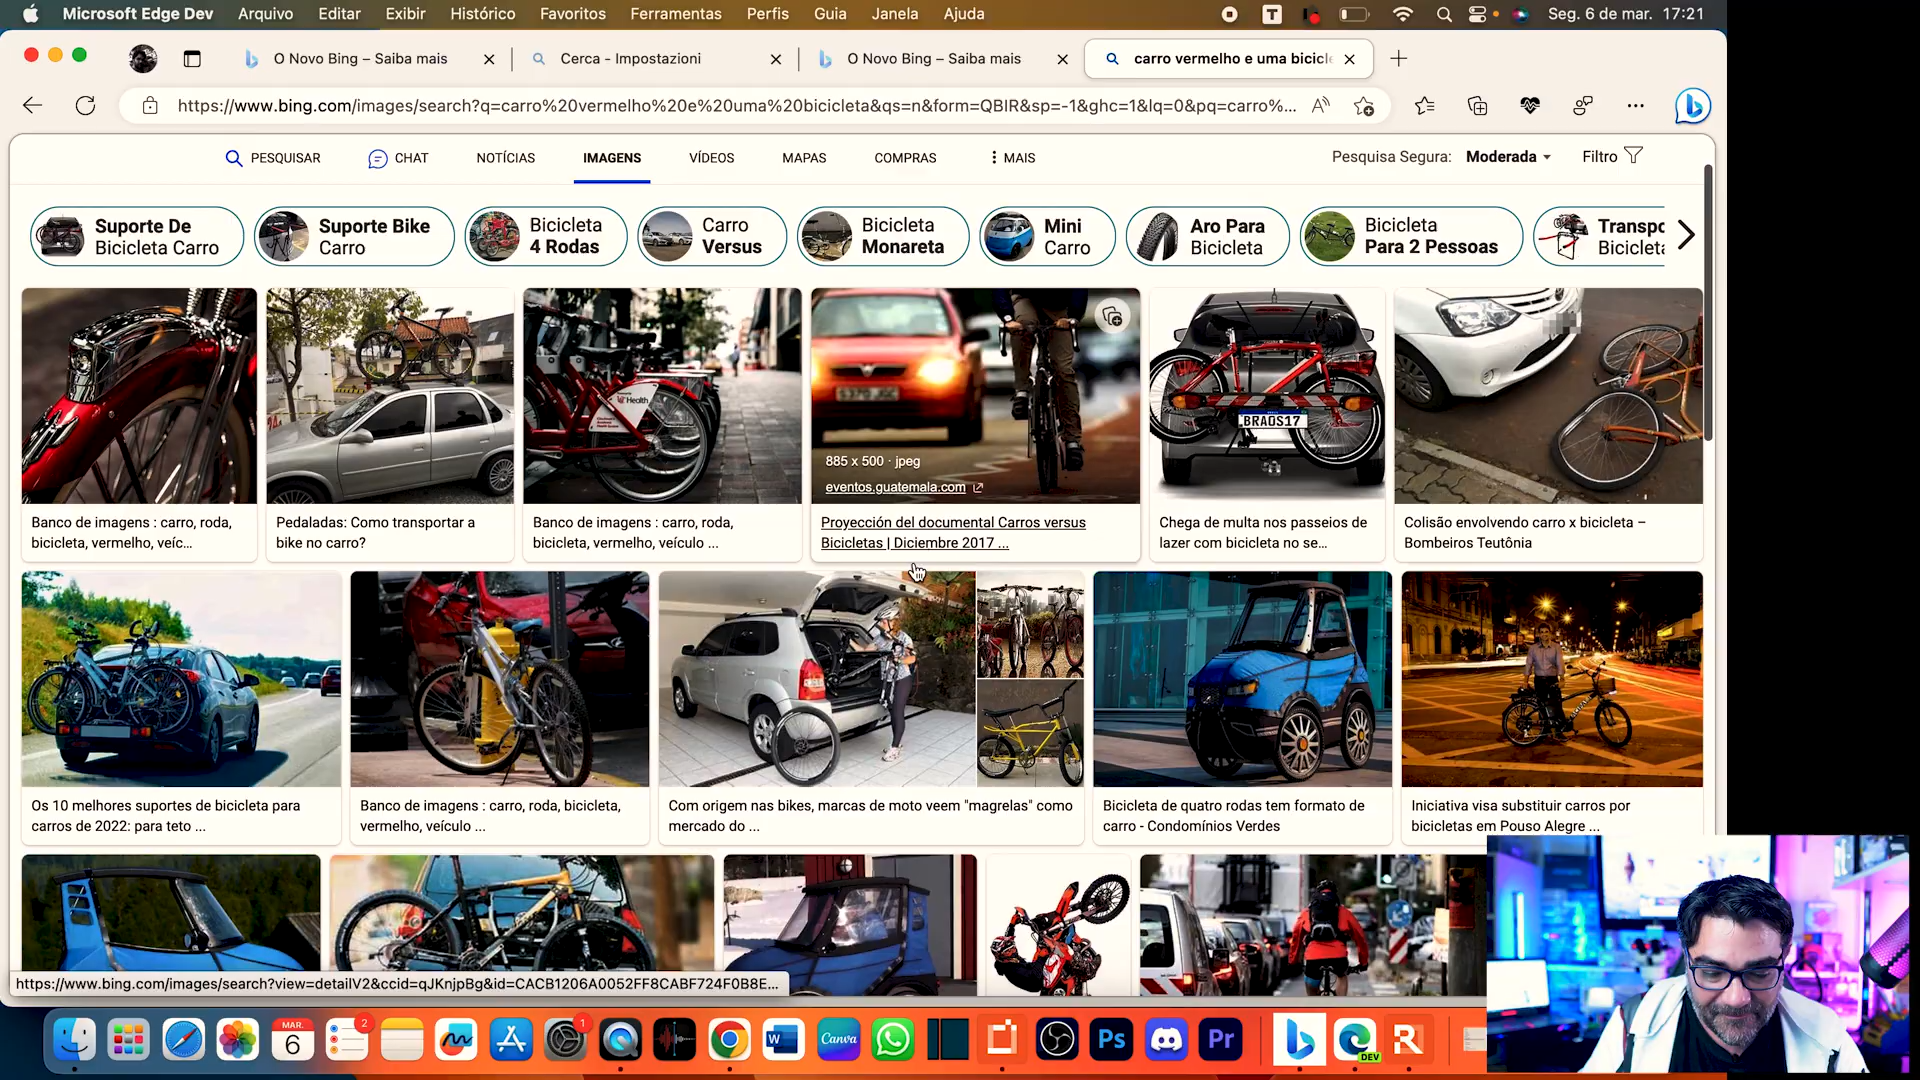 Microsoft Edge Dev Arquivo Editar Exibir Histórico Favoritos Ferramentas Perfis Guia Janela Ajuda Seg. 6 de mar. 17:21
O Novo Bing – Saiba mais Cerca - Impostazioni O Novo Bing – Saiba mais carro vermelho e uma bicicle
https://www.bing.com/images/search?q=carro%20vermelho%20e%20uma%20bicicleta&qs=n&form=QBIR&sp=-1&ghc=1&lq=0&pq=carro%...
PESQUISAR CHAT NOTÍCIAS IMAGENS VÍDEOS MAPAS COMPRAS MAIS Pesquisa Segura: Moderada Filtro
Suporte De
Bicicleta Carro
Suporte Bike
Carro
Bicicleta
4 Rodas
Carro
Versus
Bicicleta
Monareta
Mini
Carro
Aro Para
Bicicleta
Bicicleta
Para 2 Pessoas
Transpo
Bicicleta
Health
885 x 500 · jpeg
eventos.guatemala.com
BRAOS17
Banco de imagens : carro, roda,
bicicleta, vermelho, veíc...
Pedaladas: Como transportar a
bike no carro?
Banco de imagens : carro, roda,
bicicleta, vermelho, veículo ...
Proyección del documental Carros versus
Bicicletas | Diciembre 2017 ...
Chega de multa nos passeios de
lazer com bicicleta no se...
Colisão envolvendo carro x bicicleta –
Bombeiros Teutônia
Os 10 melhores suportes de bicicleta para
carros de 2022: para teto ...
Banco de imagens : carro, roda, bicicleta,
vermelho, veículo ...
Com origem nas bikes, marcas de moto veem "magrelas" como
mercado do ...
Bicicleta de quatro rodas tem formato de
carro - Condomínios Verdes
Iniciativa visa substituir carros por
bicicletas em Pouso Alegre ...
https://www.bing.com/images/search?view=detailV2&ccid=qJKnjpBg&id=CACB1206A0052FF8CABF724F0B8E...
MAR.
6
2
1
W
Canva
Ps
Pr
DEV